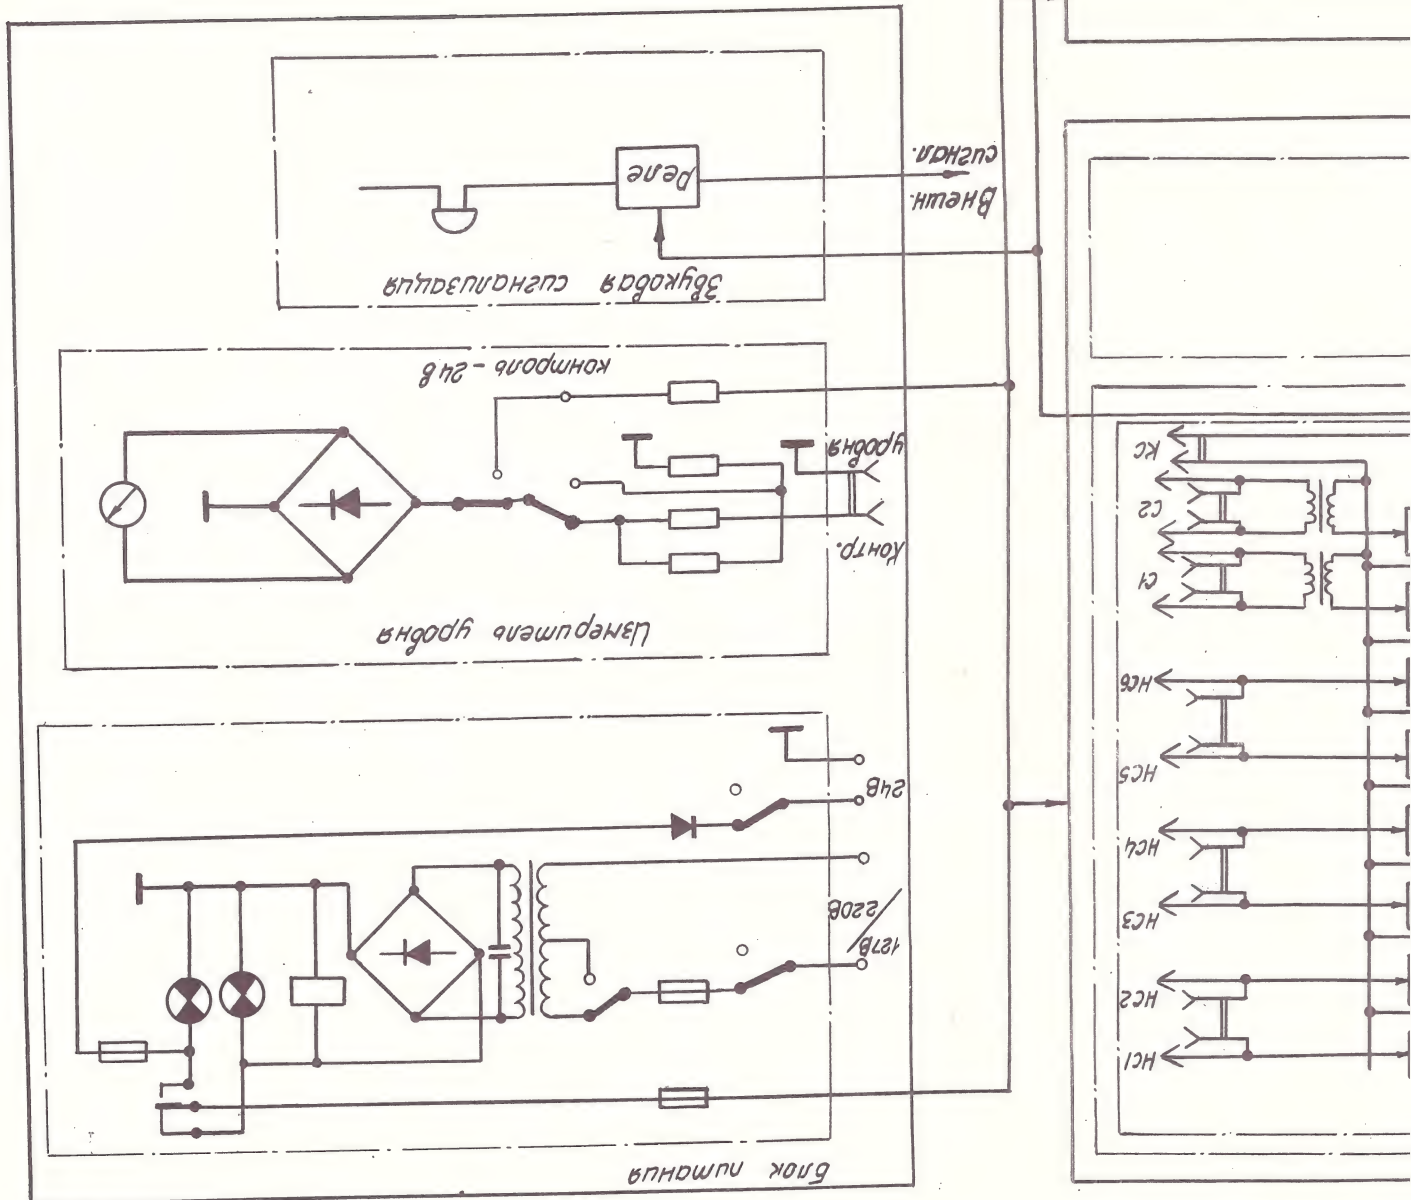 Блок питания
НС1
НС2
127В/
220В
НС3
НС4
24В
НС5
НС6
Измеритель уровня
С1
С2
КС
Контр.
уровня
контроль - 24В
Звуковая сигнализация
Внешн.
сигнал.
Реле